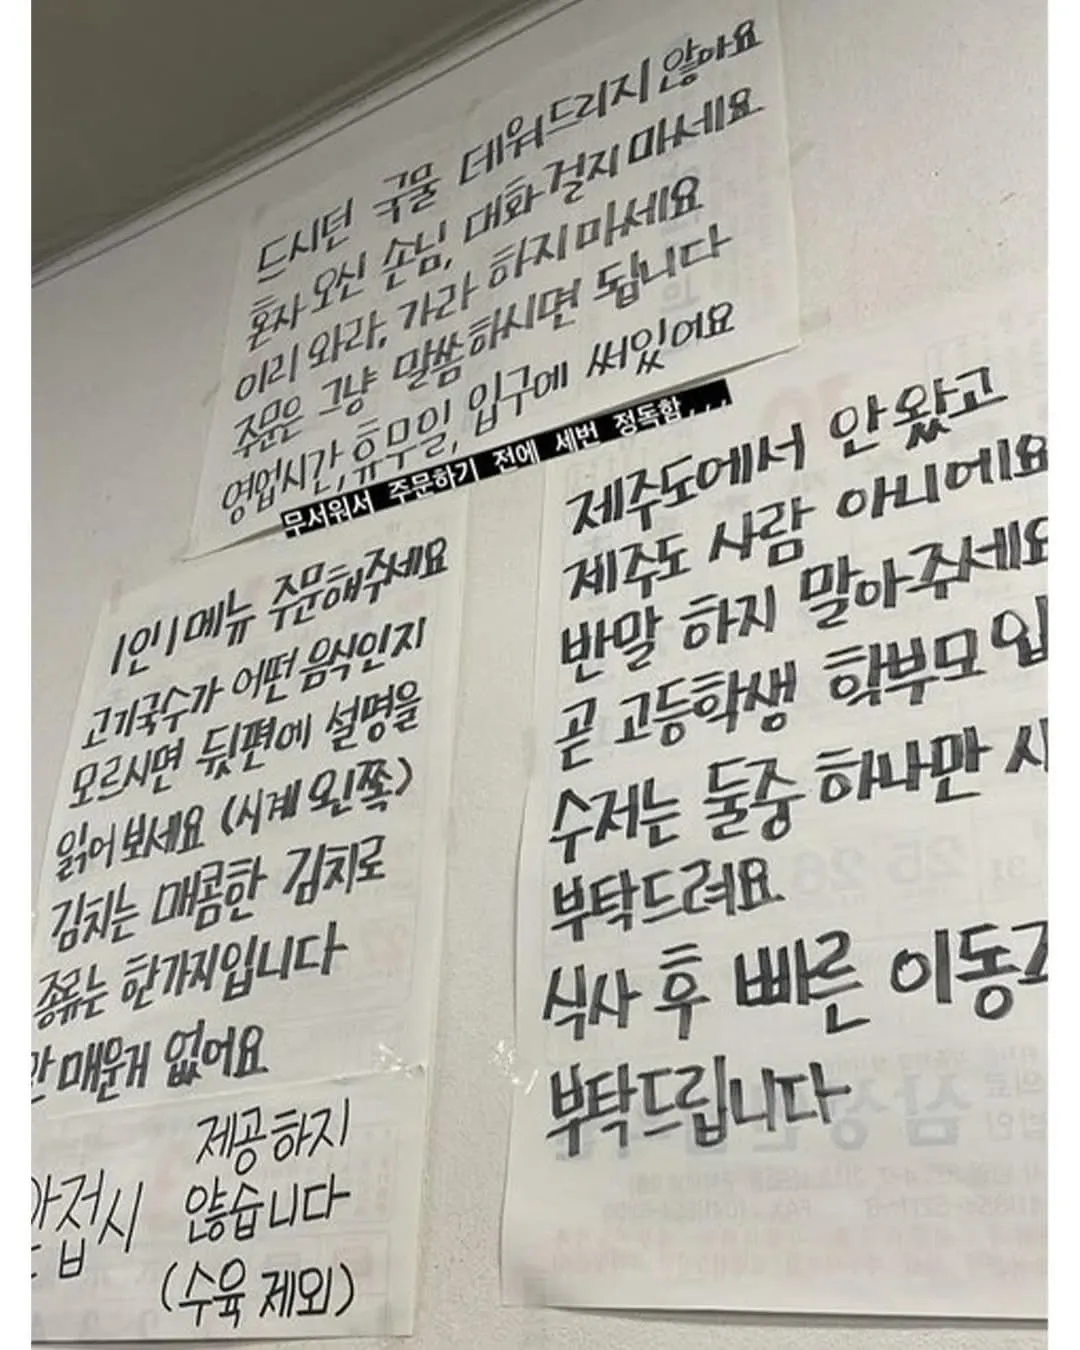 드시던 국물 데워드리지 않아요
혼자 오신 손님, 대화 걸지 마세요
이리 와라, 가라 하지마세요
주문은 그냥 말씀하시면 됩니다
영업시간, 휴무일, 입구에 써있어요
무서워서 주문하기 전에 세번 정독함...
1인 1메뉴 주문해주세요
고기국수가 어떤 음식인지
모르시면 뒷편에 설명을
읽어 보세요 (시계 왼쪽)
김치는 매콤한 김치로
종류는 한가지입니다
안 매운게 없어요
제공하지
앞접시 않습니다
(수육 제외)
제주도에서 안 왔고
제주도 사람 아니에요
반말 하지 말아주세요
곧 고등학생 학부모 입
수저는 둘중 하나만 사
부탁드려요
식사 후 빠른 이동
부탁드립니다